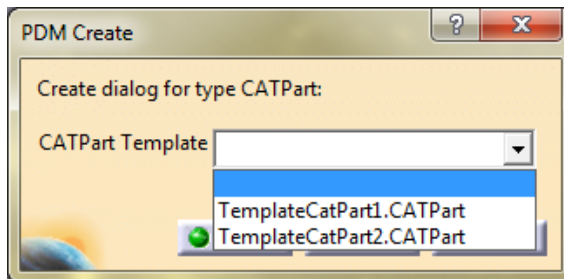 PDM Create
?
X
Create dialog for type CATPart:
CATPart Template
TemplateCatPart1.CATPart
TemplateCatPart2.CATPart